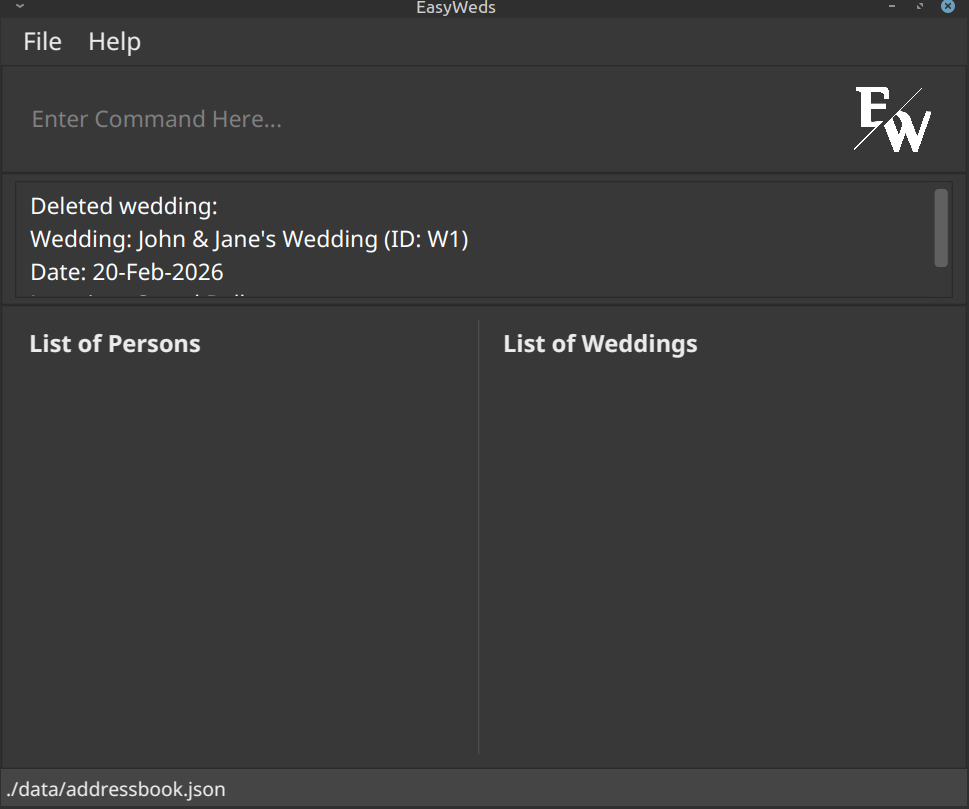 EasyWeds
File Help
Enter Command Here...
EW
Deleted wedding:
Wedding: John & Jane's Wedding (ID: W1)
Date: 20-Feb-2026
List of Persons
List of Weddings
./data/addressbook.json